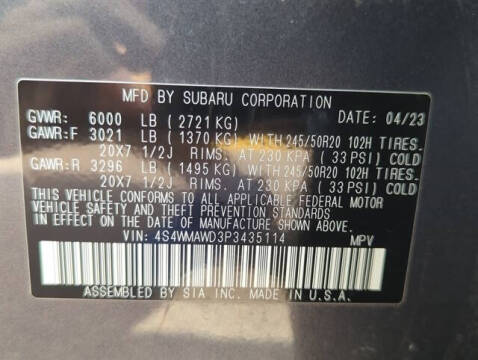 MFD BY SUBARU CORPORATION
GVWR: 6000 LB ( 2721 KG) DATE: 04/23
GAWR:F 3021 LB ( 1370 KG) WITH 245/50R20 102H TIRES.
20X7 1/2J RIMS. AT 230 KPA ( 33 PSI) COLD
GAWR:R 3296 LB ( 1495 KG) WITH 245/50R20 102H TIRES.
20X7 1/2J RIMS. AT 230 KPA ( 33 PSI) COLD
THIS VEHICLE CONFORMS TO ALL APPLICABLE FEDERAL MOTOR
VEHICLE SAFETY AND THEFT PREVENTION STANDARDS IN EFFECT
ON THE DATE OF MANUFACTURE SHOWN ABOVE.
VIN: 4S4WMAWD3P3435114 MPV
ASSEMBLED BY SIA INC. MADE IN U.S.A.